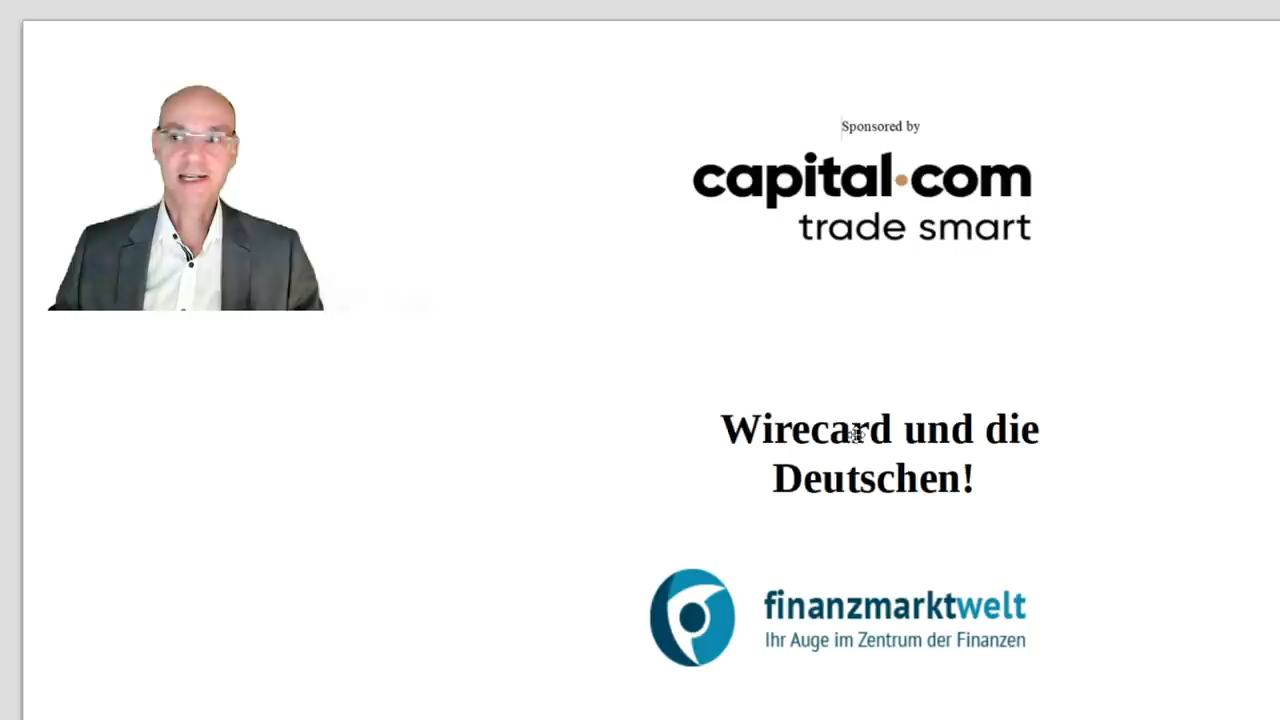 Sponsored by
capital.com
trade smart
Wirecard und die
Deutschen!
finanzmarktwelt
Ihr Auge im Zentrum der Finanzen